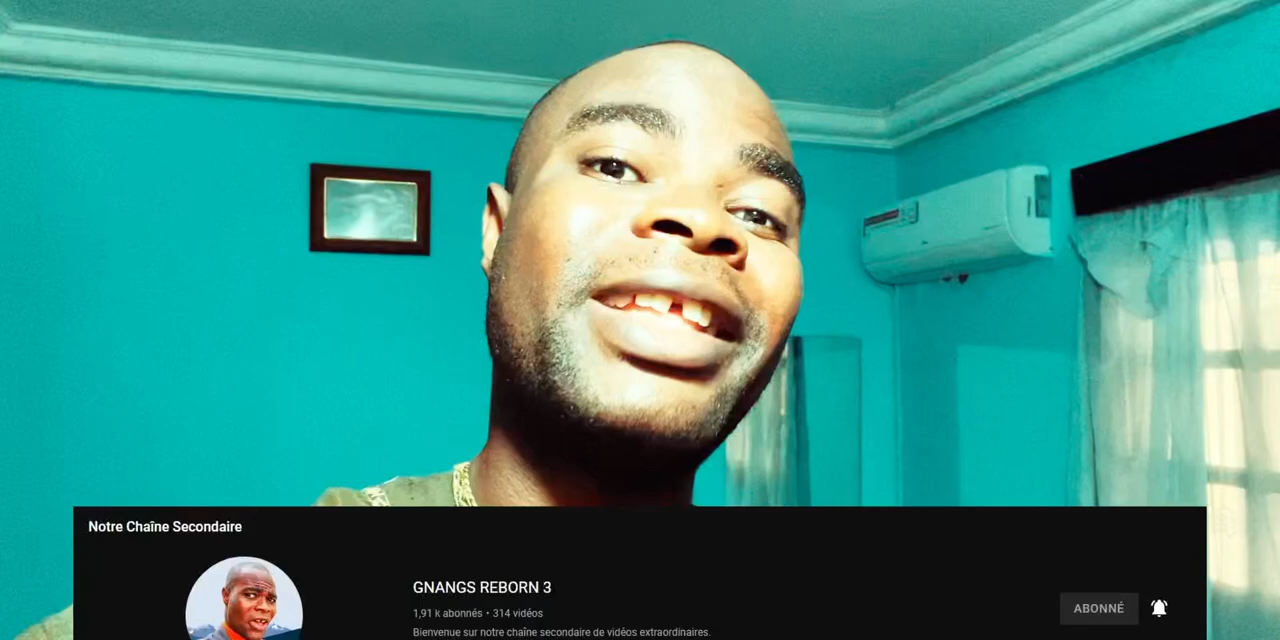 Notre Chaîne Secondaire
GNANGS REBORN 3
1,91 k abonnés • 314 vidéos
ABONNÉ
Bienvenue sur notre chaîne secondaire de vidéos extraordinaires.